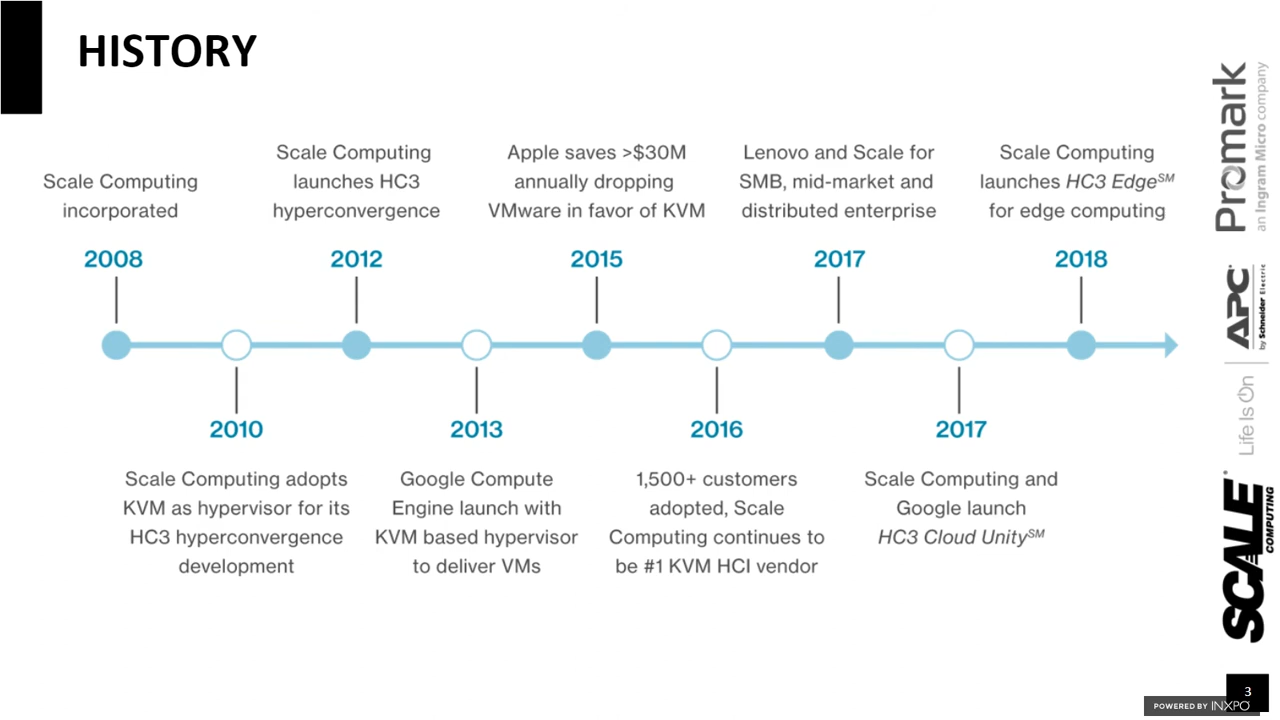 HISTORY
Scale Computing
incorporated
2008
Scale Computing
launches HC3
hyperconvergence
2012
Apple saves >$30M
annually dropping
VMware in favor of KVM
2015
Lenovo and Scale for
SMB, mid-market and
distributed enterprise
2017
Scale Computing
launches HC3 Edge℠
for edge computing
2018
2010
Scale Computing adopts
KVM as hypervisor for its
HC3 hyperconvergence
development
2013
Google Compute
Engine launch with
KVM based hypervisor
to deliver VMs
2016
1,500+ customers
adopted, Scale
Computing continues to
be #1 KVM HCI vendor
2017
Scale Computing and
Google launch
HC3 Cloud Unity℠
Promark
an Ingram Micro company
APC
by Schneider Electric
Life Is On
SCALE
COMPUTING
3
POWERED BY INXPO